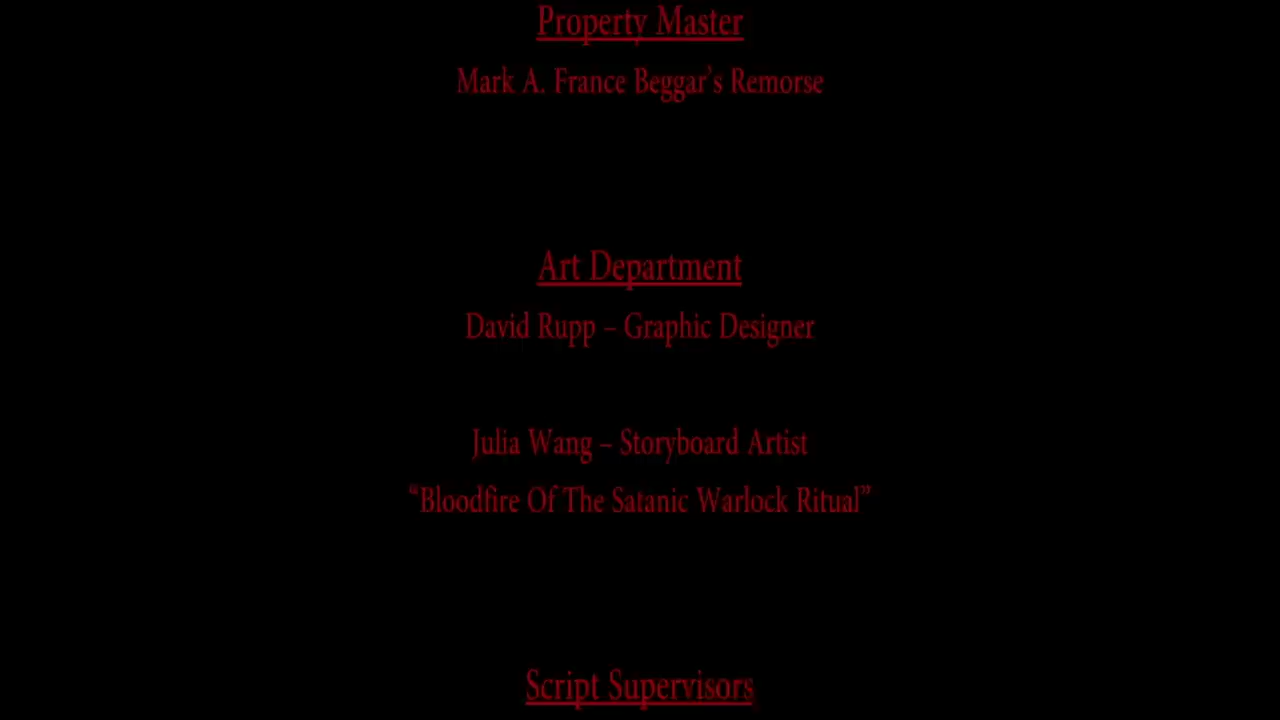 Property Master
Mark A. France Beggar's Remorse
Art Department
David Rupp – Graphic Designer
Julia Wang – Storyboard Artist
“Bloodfire Of The Satanic Warlock Ritual”
Script Supervisors